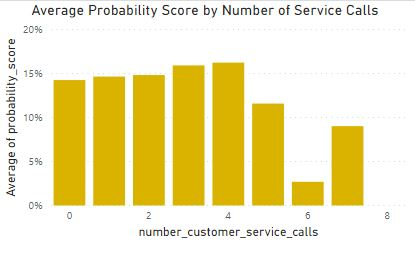 Average Probability Score by Number of Service Calls
20%
15%
10%
5%
0%
Average of probability_score
0 2 4 6 8
number_customer_service_calls